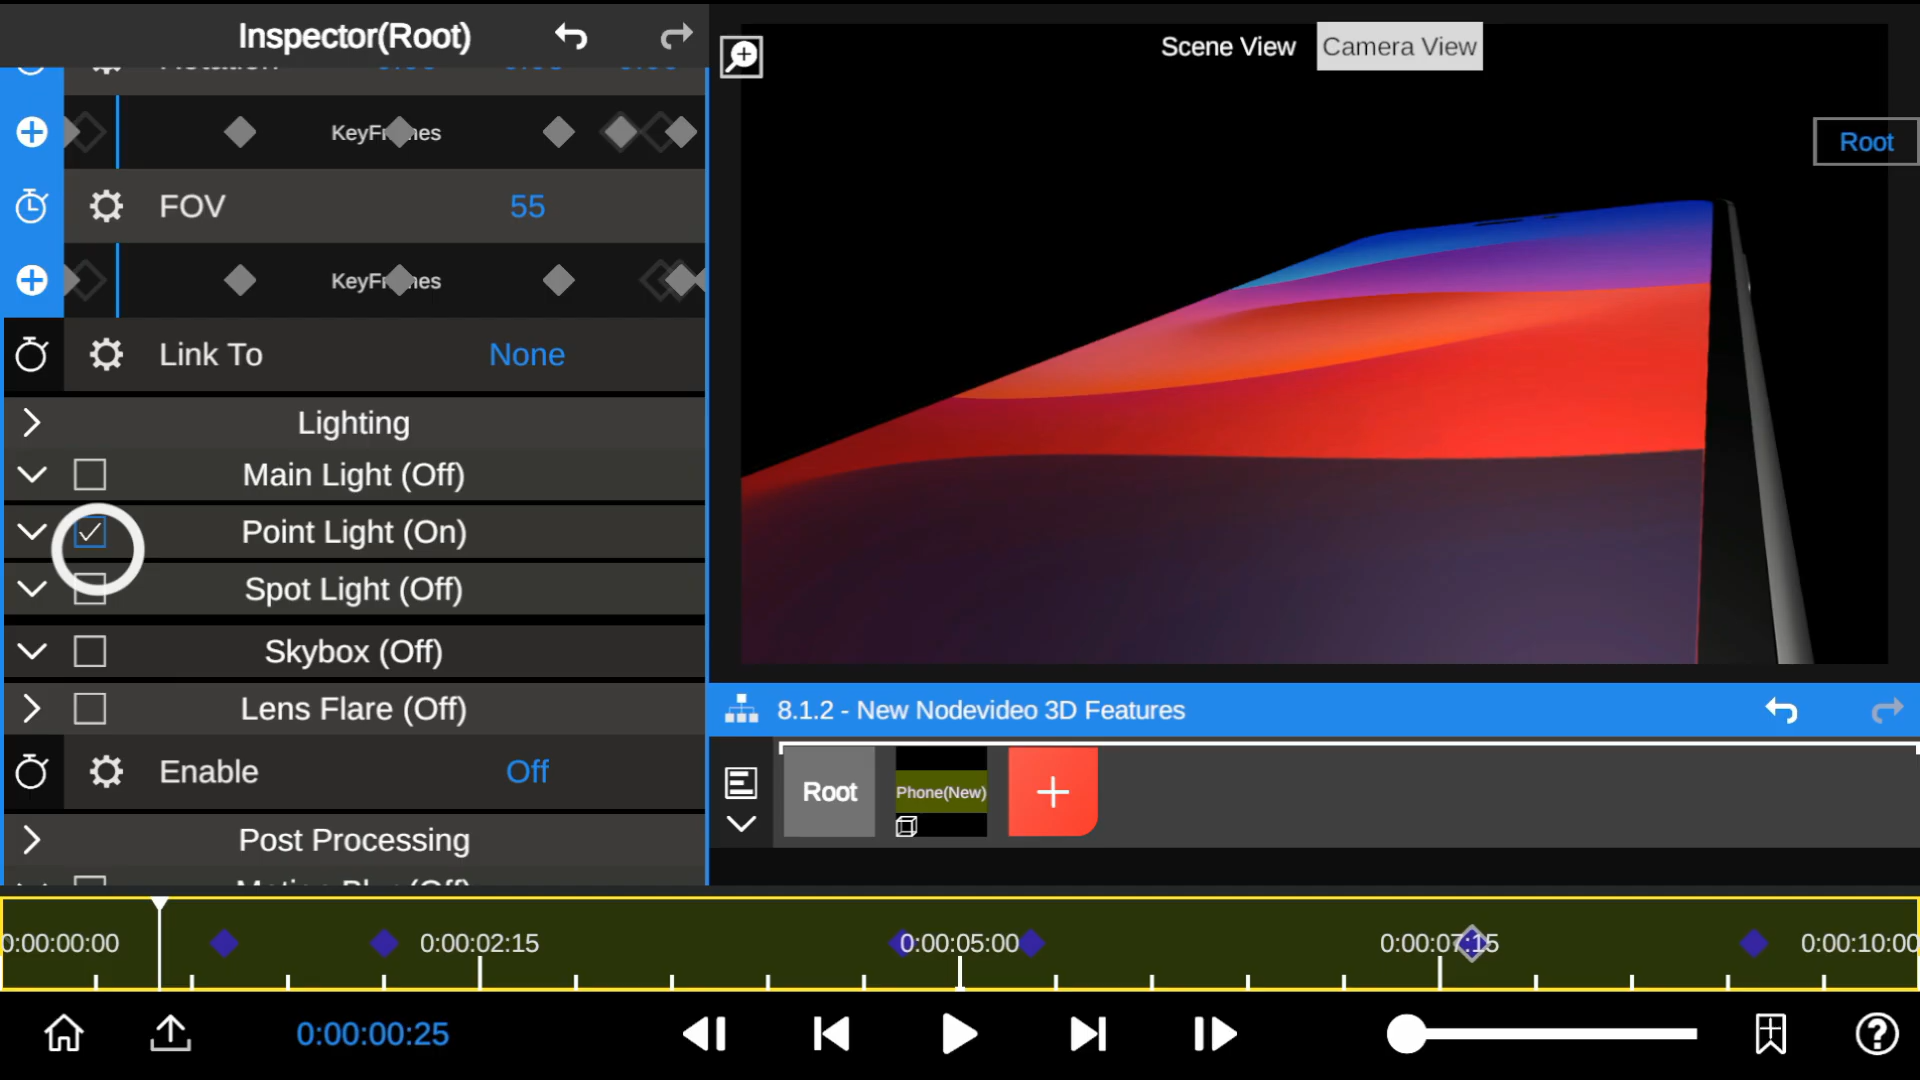 Inspector(Root)
Scene View
Camera View
Root
KeyFrames
FOV
55
KeyFrames
Link To
None
Lighting
Main Light (Off)
Point Light (On)
Spot Light (Off)
Skybox (Off)
Lens Flare (Off)
Enable
Off
Post Processing
8.1.2 - New Nodevideo 3D Features
Root
Phone(New)
0:00:00:00
0:00:02:15
0:00:05:00
0:00:07:15
0:00:10:00
0:00:00:25